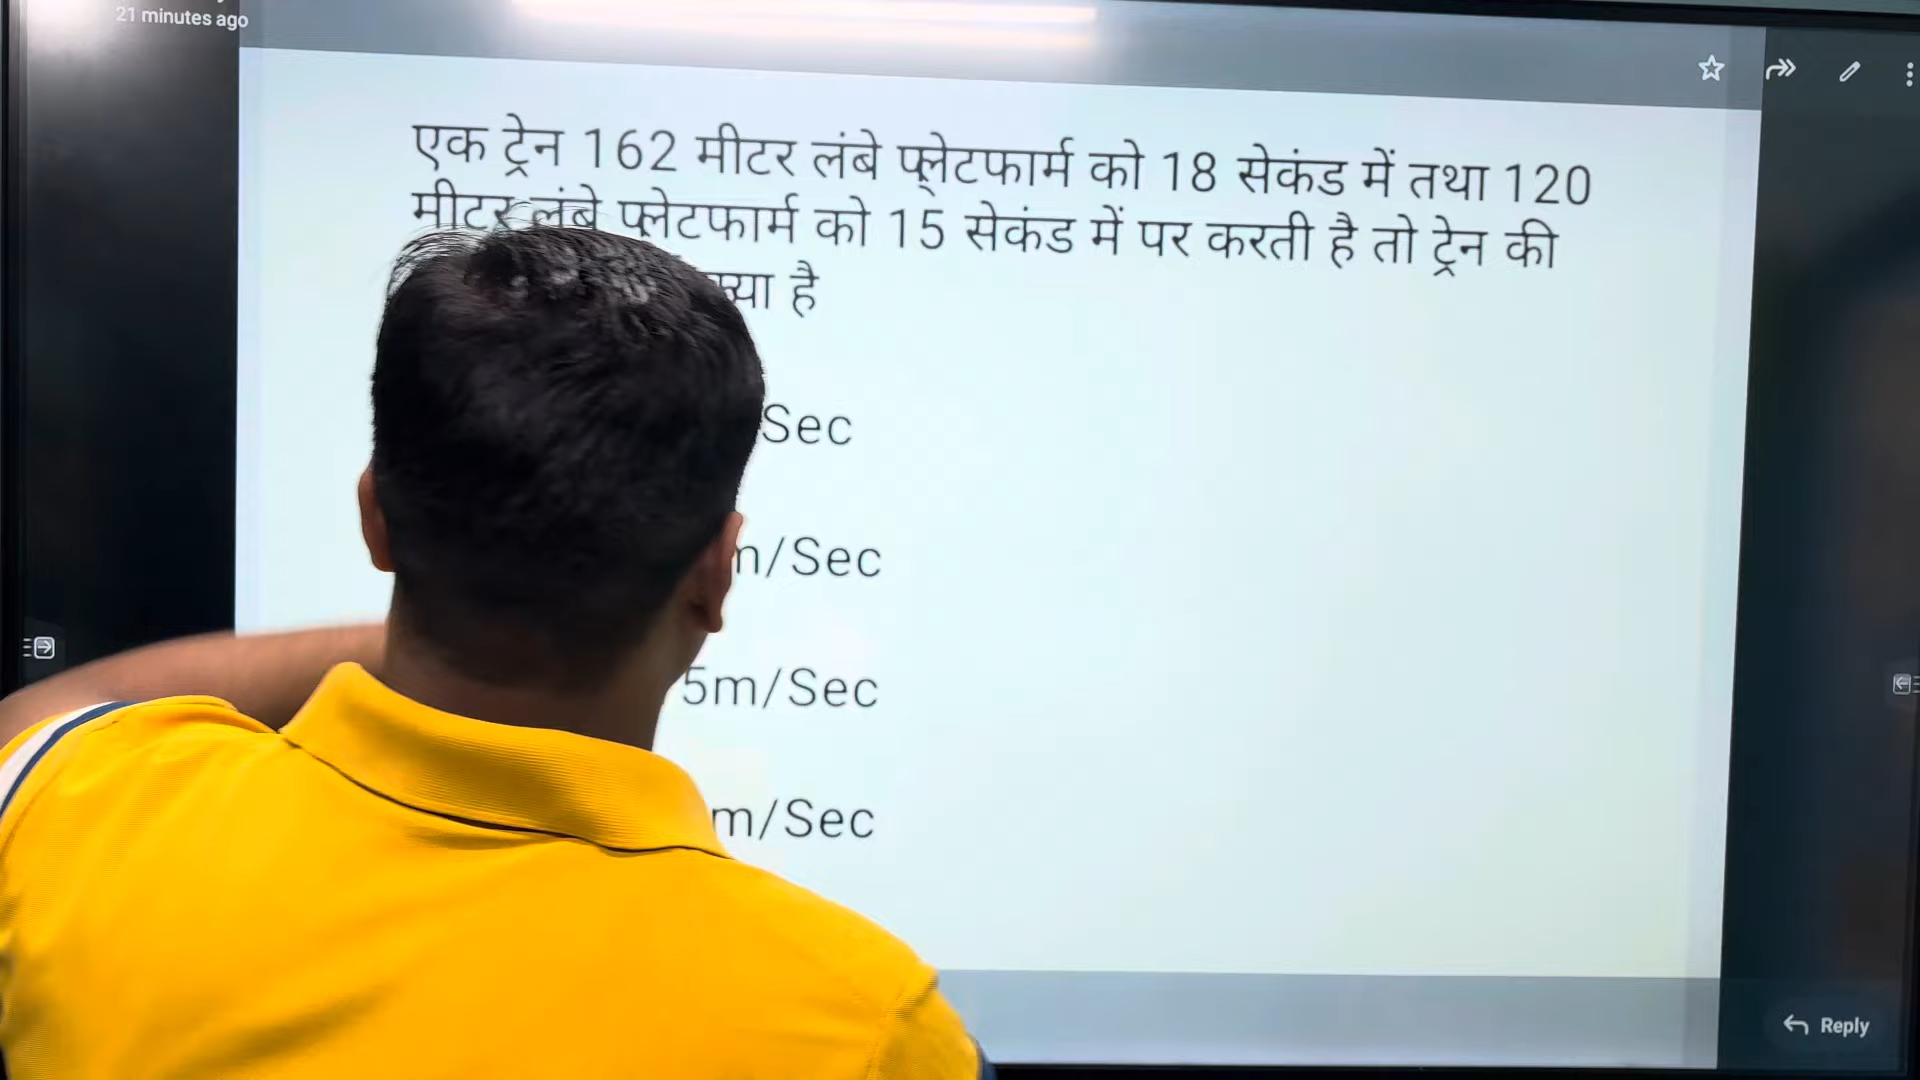 21 minutes ago
एक ट्रेन 162 मीटर लंबे प्लेटफार्म को 18 सेकंड में तथा 120
मीटर लंबे प्लेटफार्म को 15 सेकंड में पर करती है तो ट्रेन की
है
Sec
m/Sec
5m/Sec
m/Sec
Reply